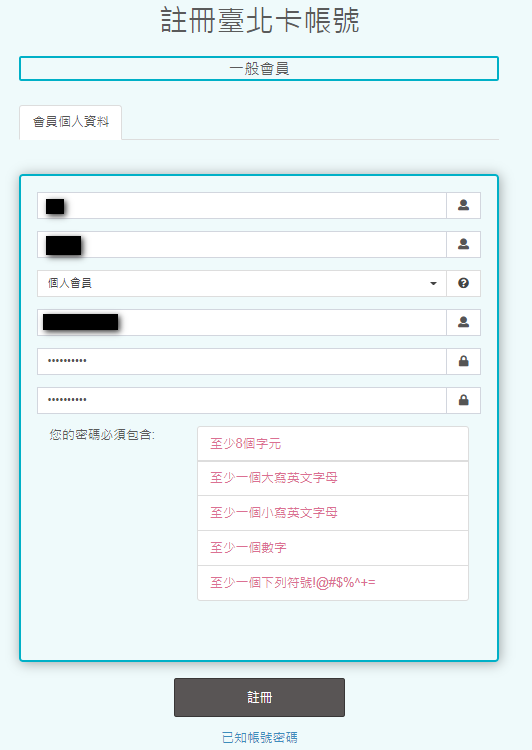 註冊臺北卡帳號
一般會員
會員個人資料
個人會員
••••••••••
••••••••••
您的密碼必須包含:
至少8個字元
至少一個大寫英文字母
至少一個小寫英文字母
至少一個數字
至少一個下列符號!@#$%^+=
註冊
已知帳號密碼